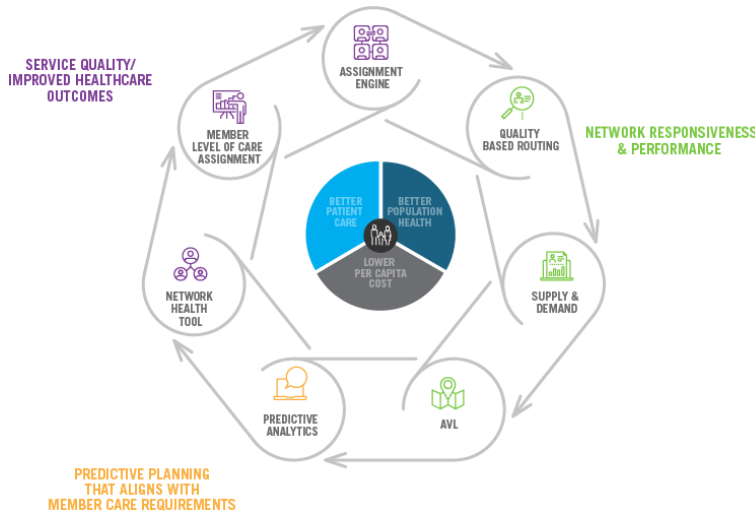 SERVICE QUALITY/
IMPROVED HEALTHCARE
OUTCOMES
ASSIGNMENT
ENGINE
MEMBER
LEVEL OF CARE
ASSIGNMENT
QUALITY
BASED ROUTING
NETWORK RESPONSIVENESS
& PERFORMANCE
BETTER
PATIENT
CARE
BETTER
POPULATION
HEALTH
LOWER
PER CAPITA
COST
NETWORK
HEALTH
TOOL
SUPPLY &
DEMAND
PREDICTIVE
ANALYTICS
AVL
PREDICTIVE PLANNING
THAT ALIGNS WITH
MEMBER CARE REQUIREMENTS